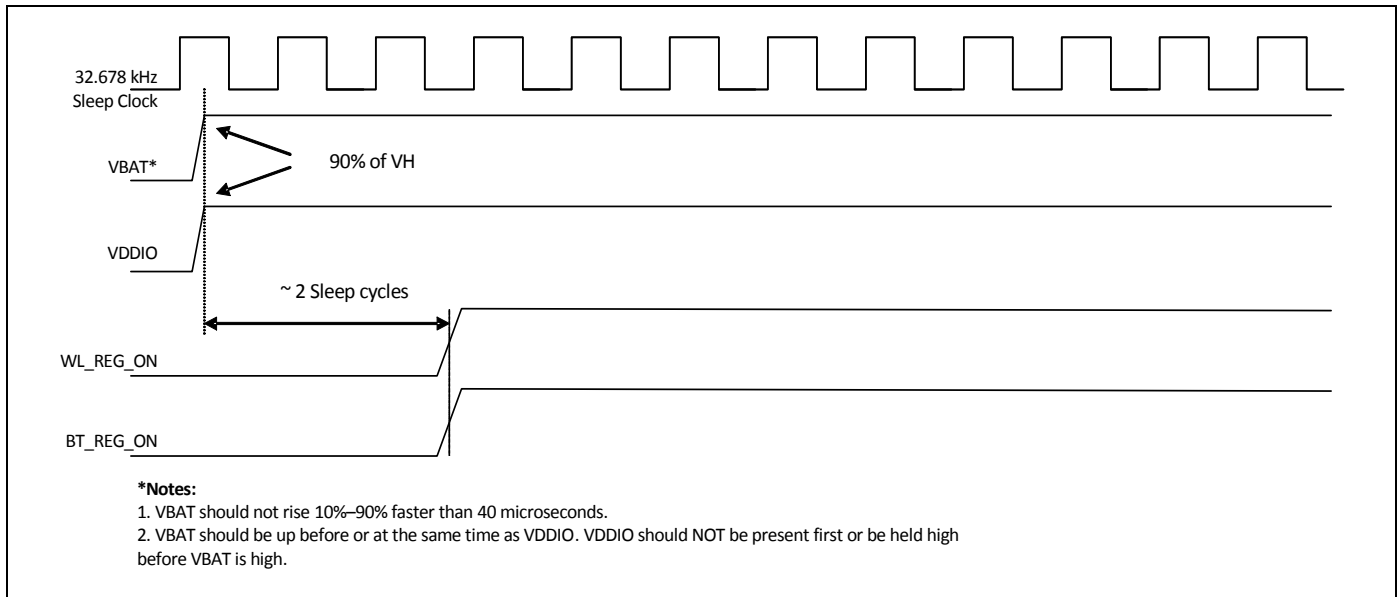 32.678 kHz
Sleep Clock
VBAT*
90% of VH
VDDIO
~ 2 Sleep cycles
WL_REG_ON
BT_REG_ON
*Notes:
1. VBAT should not rise 10%–90% faster than 40 microseconds.
2. VBAT should be up before or at the same time as VDDIO. VDDIO should NOT be present first or be held high
before VBAT is high.